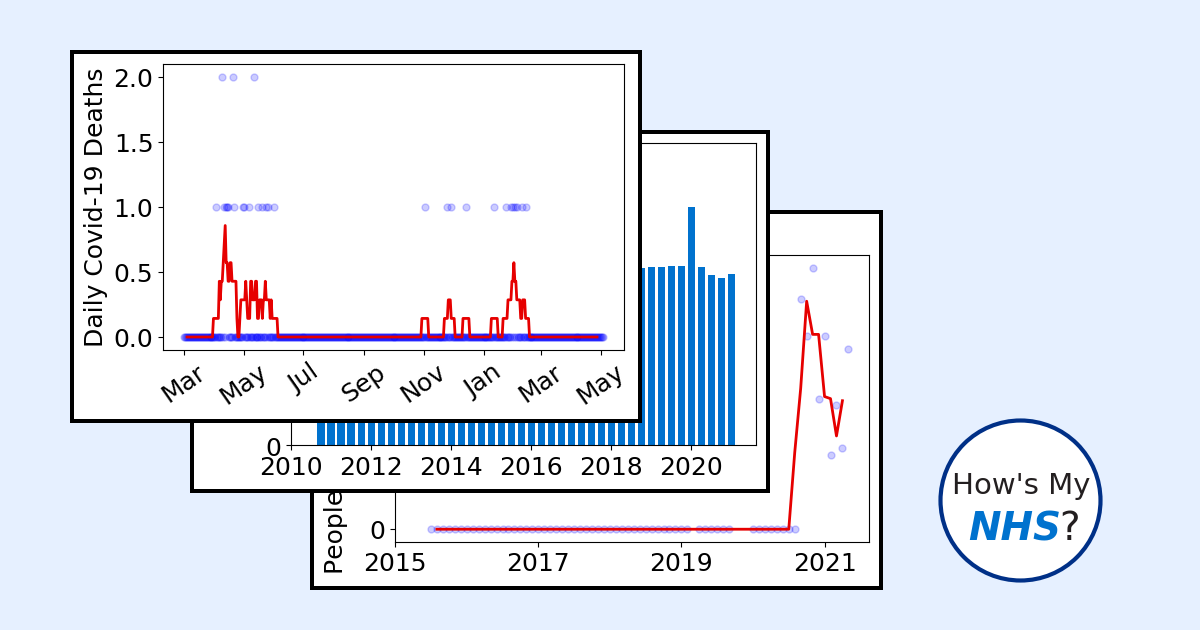 Daily Covid-19 Deaths
2.0
1.5
1.0
0.5
0.0
Mar May Jul Sep Nov Jan Mar May
0
2010 2012 2014 2016 2018 2020
People
0
2015 2017 2019 2021
How's My
NHS?